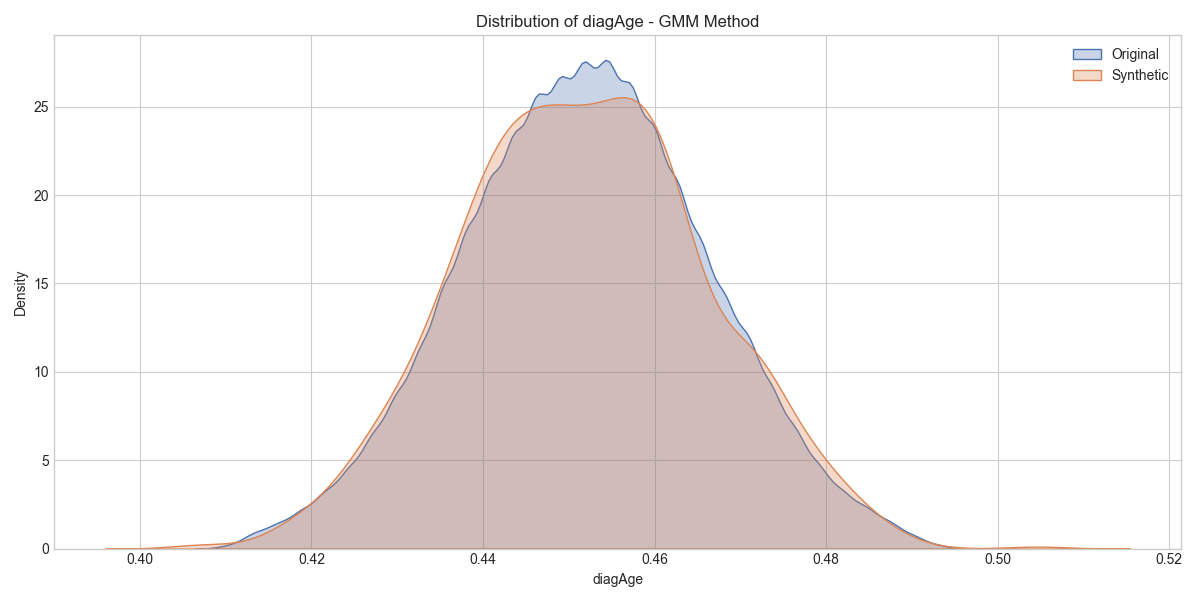 Distribution of diagAge - GMM Method
Original
Synthetic
Density
25
20
15
10
5
0
0.40 0.42 0.44 0.46 0.48 0.50 0.52
diagAge